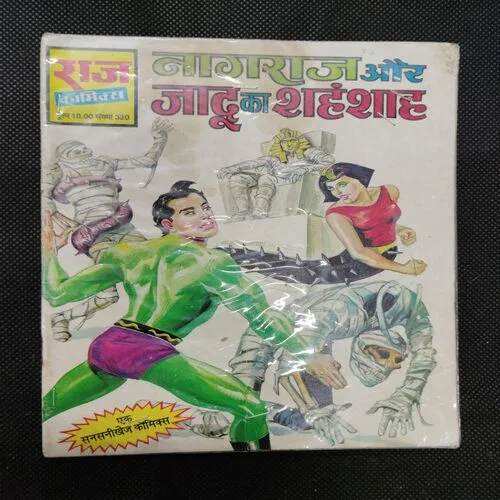 राज
कॉमिक्स
मूल्य 10.00 संख्या 320
नागराज और
जादू का शहंशाह
एक
सनसनीखेज कॉमिक्स